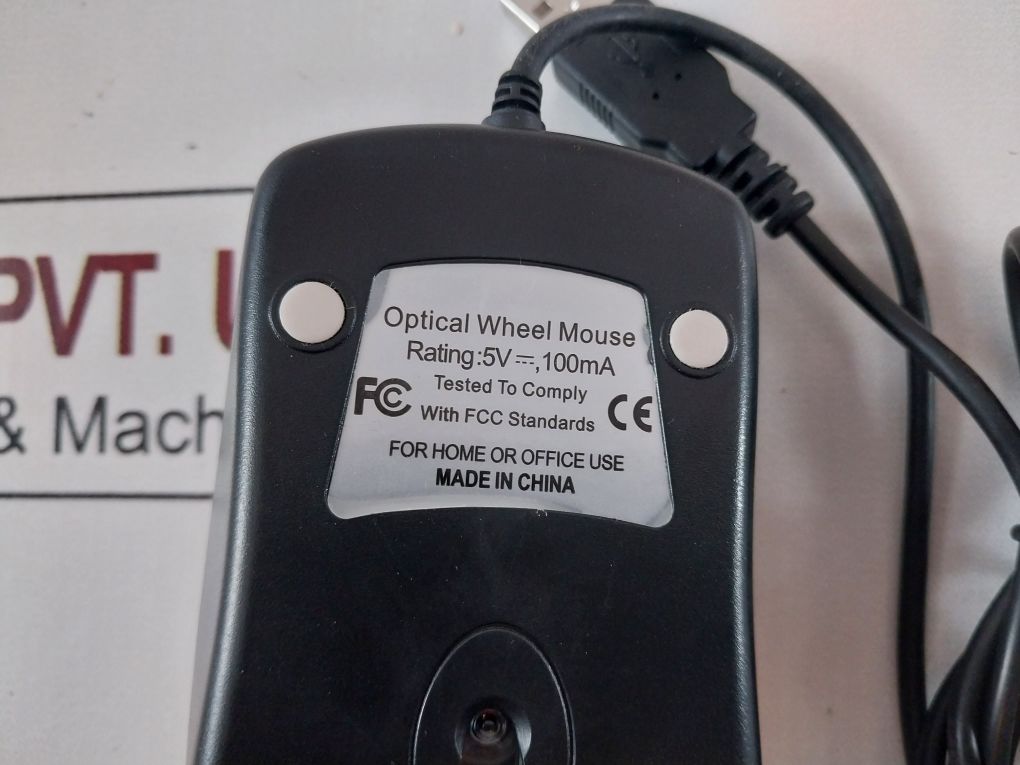 Optical Wheel Mouse
Rating:5V⎓,100mA
FC Tested To Comply
With FCC Standards CE
FOR HOME OR OFFICE USE
MADE IN CHINA
PVT.
& Mach